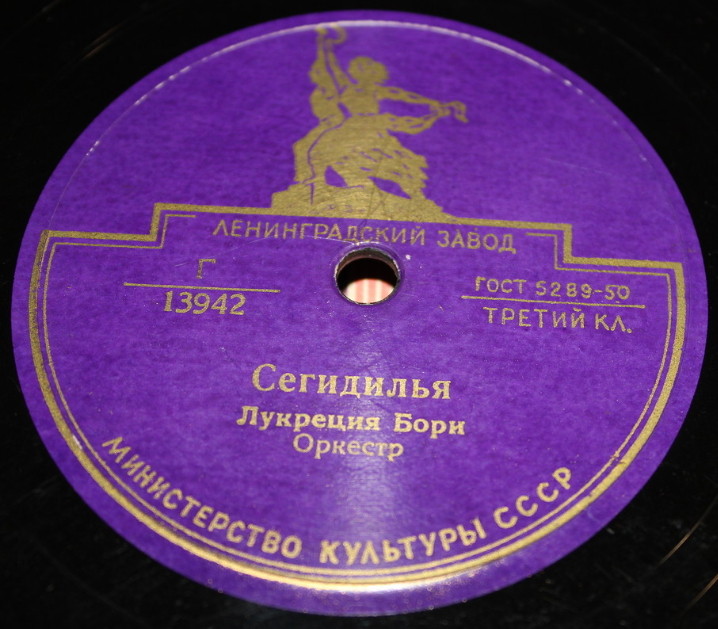 ЛЕНИНГРАДСКИЙ ЗАВОД
Г
13942
ГОСТ 5289-50
ТРЕТИЙ КЛ.
Сегидилья
Лукреция Бори
Оркестр
МИНИСТЕРСТВО КУЛЬТУРЫ СССР